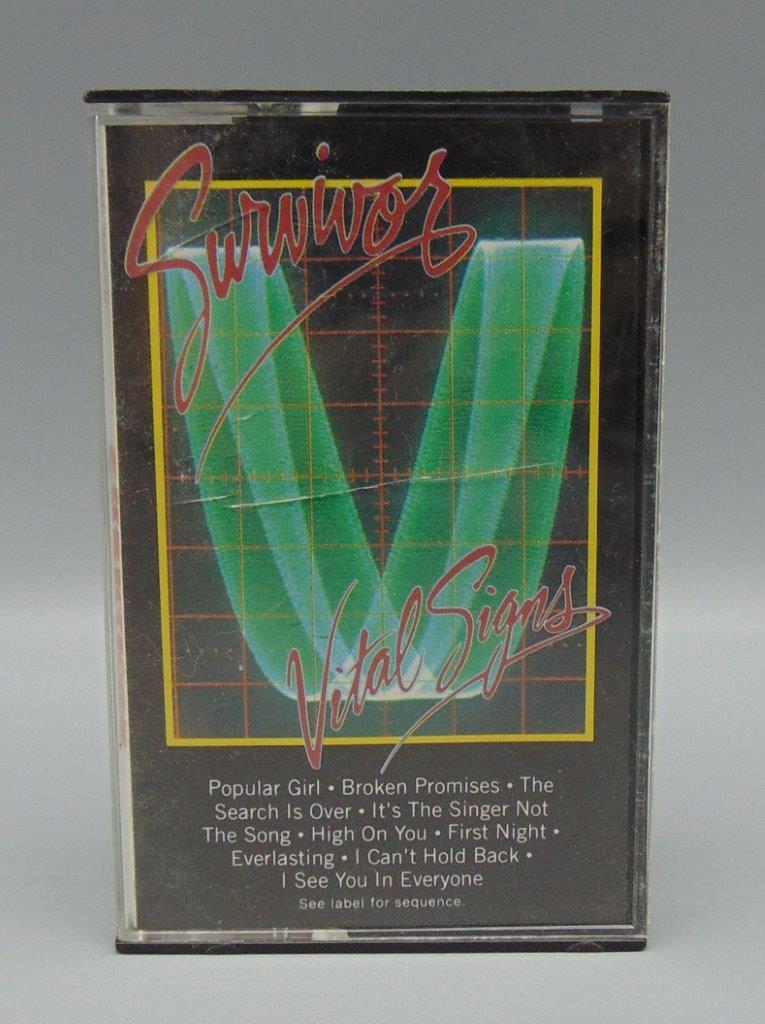 Survivor
Vital Signs
Popular Girl • Broken Promises • The
Search Is Over • It's The Singer Not
The Song • High On You • First Night •
Everlasting • I Can't Hold Back •
I See You In Everyone
See label for sequence.